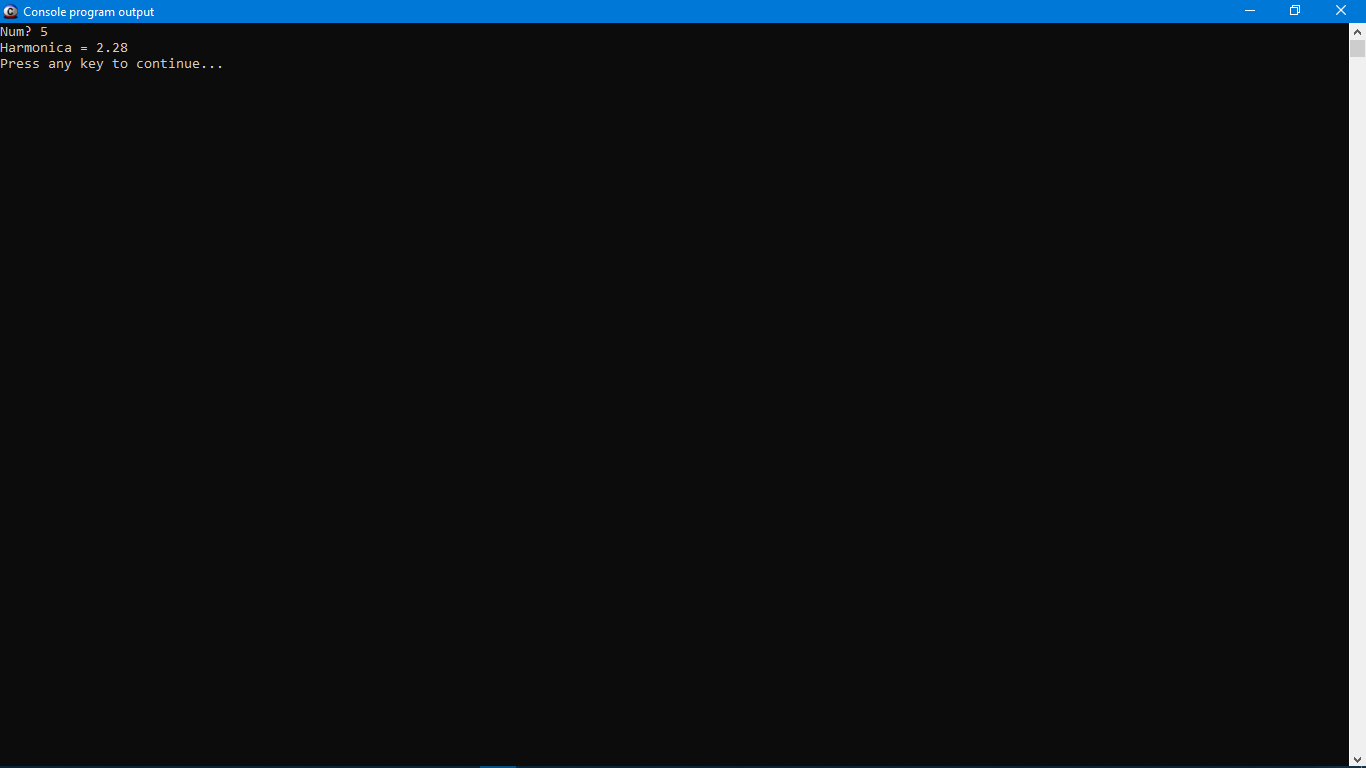 Console program output
Num? 5
Harmonica = 2.28
Press any key to continue...